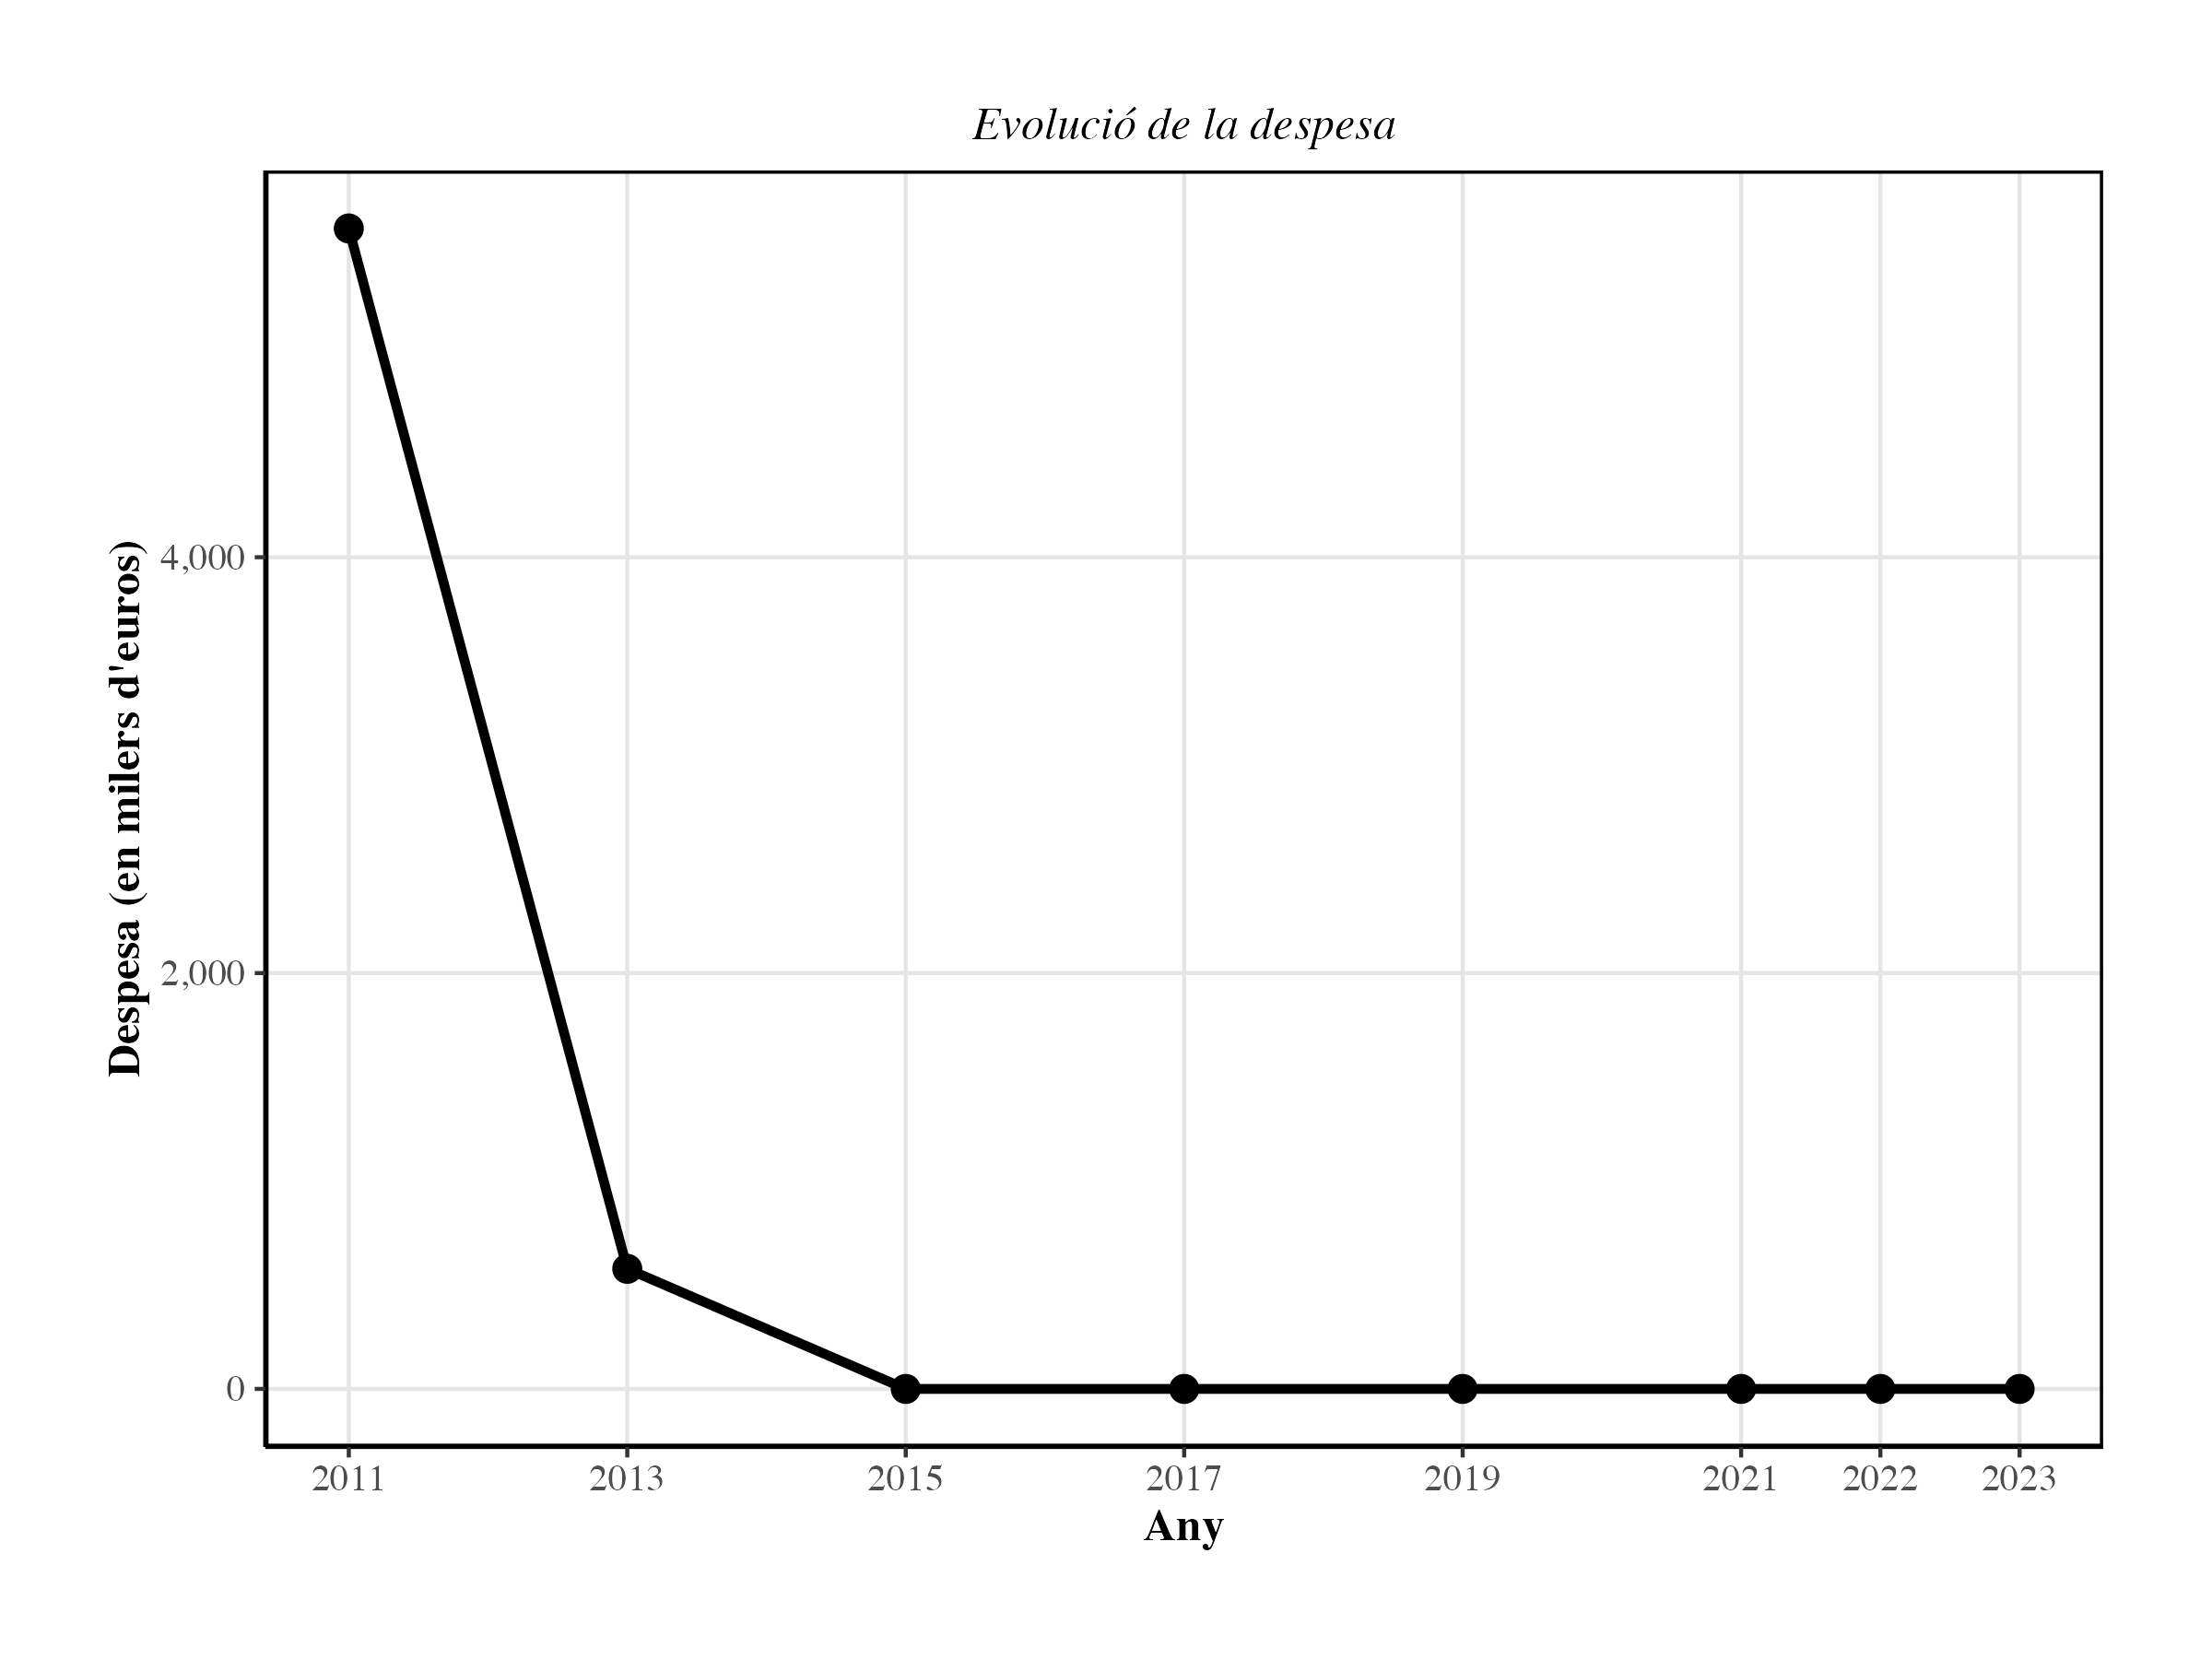 Evolució de la despesa
Despesa (en milers d'euros)
4,000
2,000
0
2011 2013 2015 2017 2019 2021 2022 2023
Any